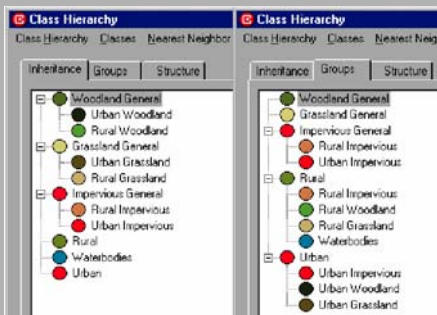 Class Hierarchy
Class Hierarchy Classes Nearest Neighbor
Inheritance Groups Structure
Woodland General
Urban Woodland
Rural Woodland
Grassland General
Urban Grassland
Rural Grassland
Impervious General
Rural Impervious
Urban Impervious
Rural
Waterbodies
Urban
Class Hierarchy
Class Hierarchy Classes Nearest Neig
Inheritance Groups Structure
Woodland General
Grassland General
Impervious General
Rural Impervious
Urban Impervious
Rural
Rural Impervious
Rural Woodland
Rural Grassland
Waterbodies
Urban
Urban Impervious
Urban Woodland
Urban Grassland